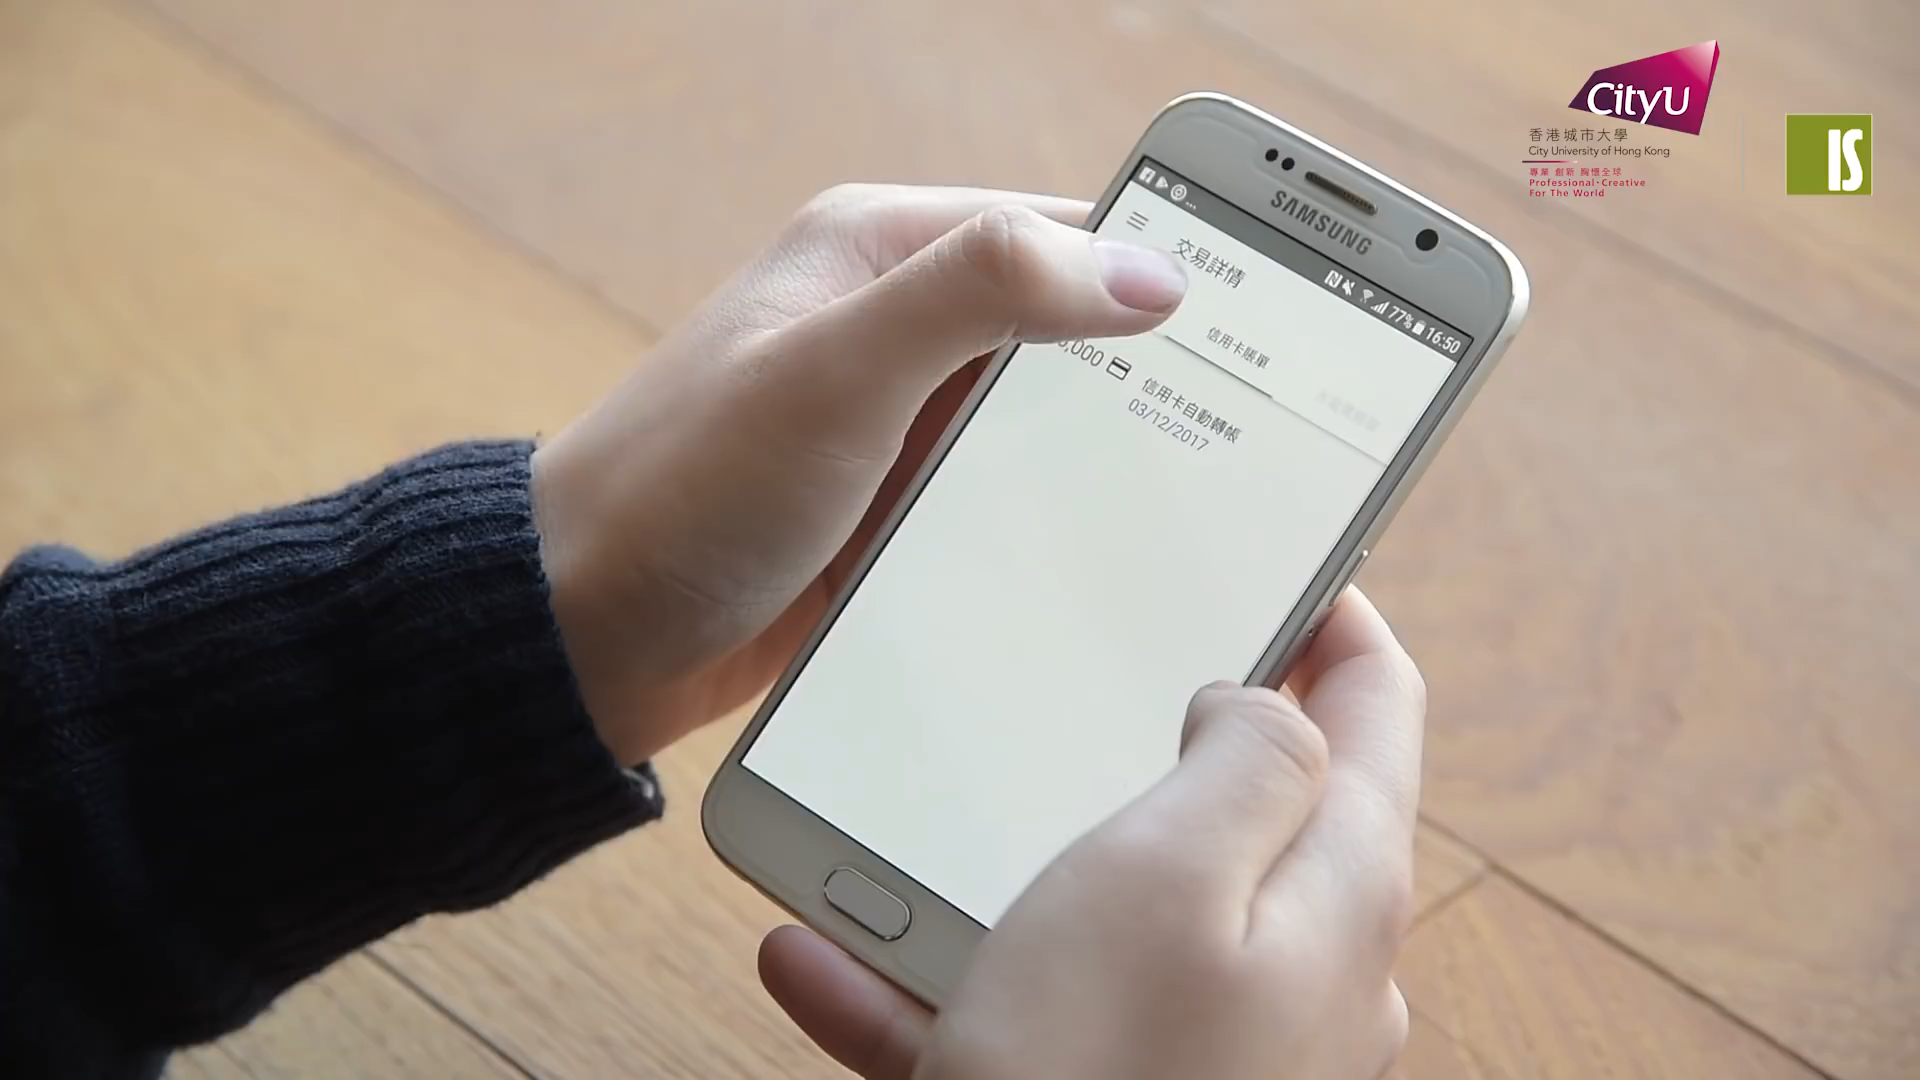 CityU
香港城市大學
City University of Hong Kong
專業 創新 胸懷全球
Professional·Creative
For The World
IS
SAMSUNG
77% 16:50
交易詳情
信用卡賬單
,000
信用卡自動轉帳
03/12/2017